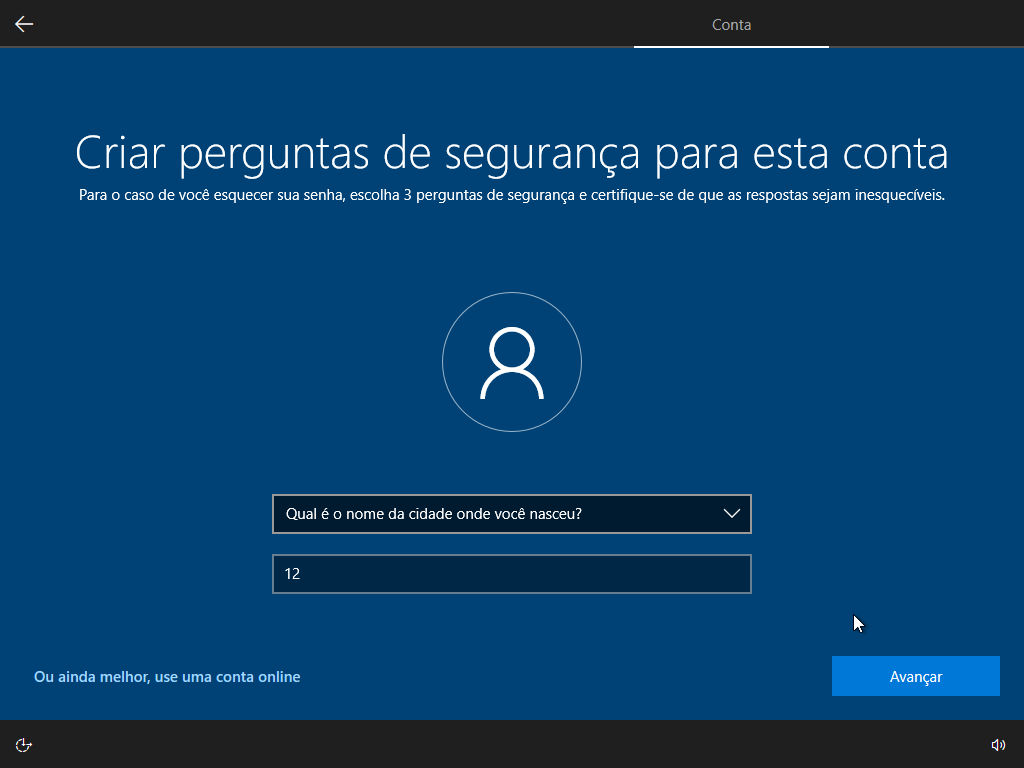 Conta
Criar perguntas de segurança para esta conta
Para o caso de você esquecer sua senha, escolha 3 perguntas de segurança e certifique-se de que as respostas sejam inesquecíveis.
Qual é o nome da cidade onde você nasceu?
12
Ou ainda melhor, use uma conta online
Avançar